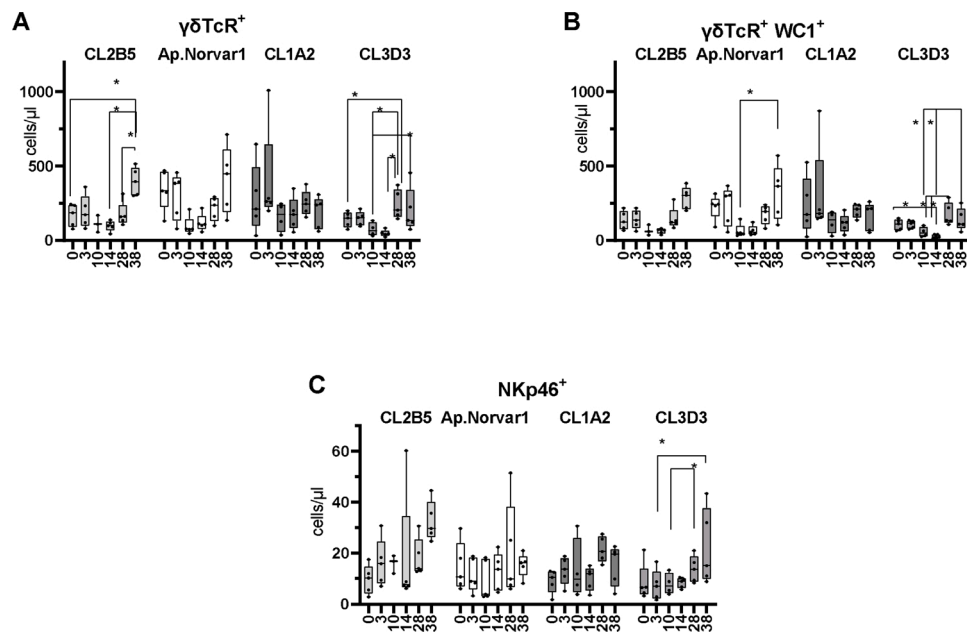 A
γδTcR+
CL2B5 Ap.Norvar1 CL1A2 CL3D3
cells/µl
1000
500
0
* * * * * * *
0 3 10 14 28 38 0 3 10 14 28 38 0 3 10 14 28 38 0 3 10 14 28 38
B
γδTcR+ WC1+
CL2B5 Ap.Norvar1 CL1A2 CL3D3
cells/µl
1000
500
0
* * * * * *
0 3 10 14 28 38 0 3 10 14 28 38 0 3 10 14 28 38 0 3 10 14 28 38
C
NKp46+
CL2B5 Ap.Norvar1 CL1A2 CL3D3
cells/µl
60
40
20
0
* *
0 3 10 14 28 38 0 3 10 14 28 38 0 3 10 14 28 38 0 3 10 14 28 38